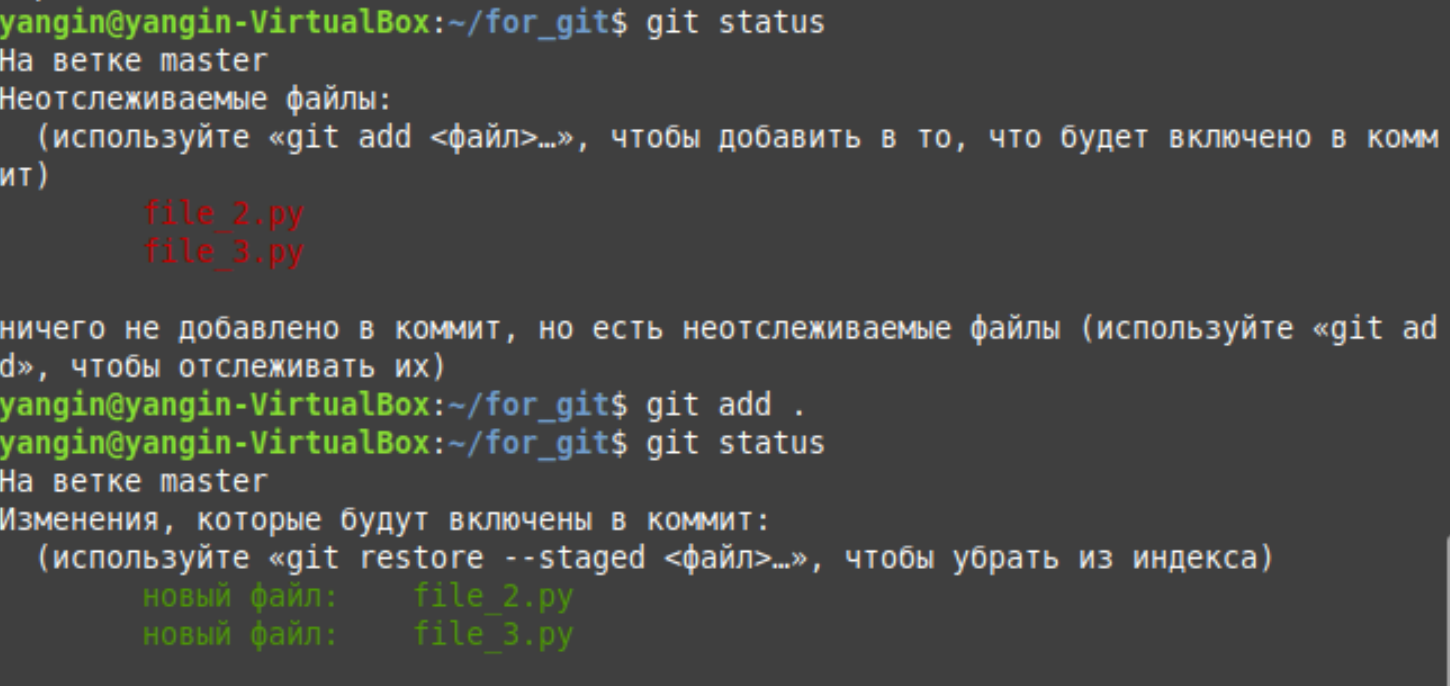 yangin@yangin-VirtualBox:~/for_git$ git status
На ветке master
Неотслеживаемые файлы:
  (используйте «git add <файл>…», чтобы добавить в то, что будет включено в комм
ит)
        file_2.py
        file_3.py

ничего не добавлено в коммит, но есть неотслеживаемые файлы (используйте «git ad
d», чтобы отслеживать их)
yangin@yangin-VirtualBox:~/for_git$ git add .
yangin@yangin-VirtualBox:~/for_git$ git status
На ветке master
Изменения, которые будут включены в коммит:
  (используйте «git restore --staged <файл>…», чтобы убрать из индекса)
        новый файл:    file_2.py
        новый файл:    file_3.py